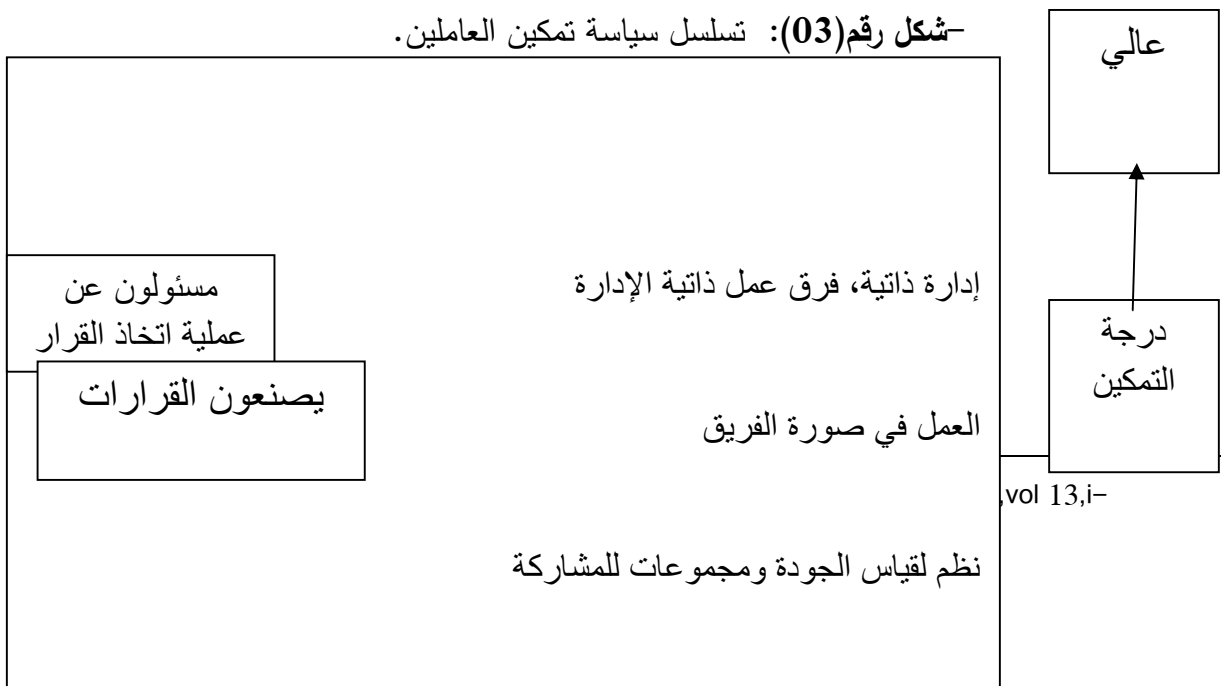 -شكل رقم(03): تسلسل سياسة تمكين العاملين.
عالي
إدارة ذاتية، فرق عمل ذاتية الإدارة
مسئولون عن
عملية اتخاذ القرار
درجة
التمكين
يصنعون القرارات
العمل في صورة الفريق
,vol 13,i-
نظم لقياس الجودة ومجموعات للمشاركة